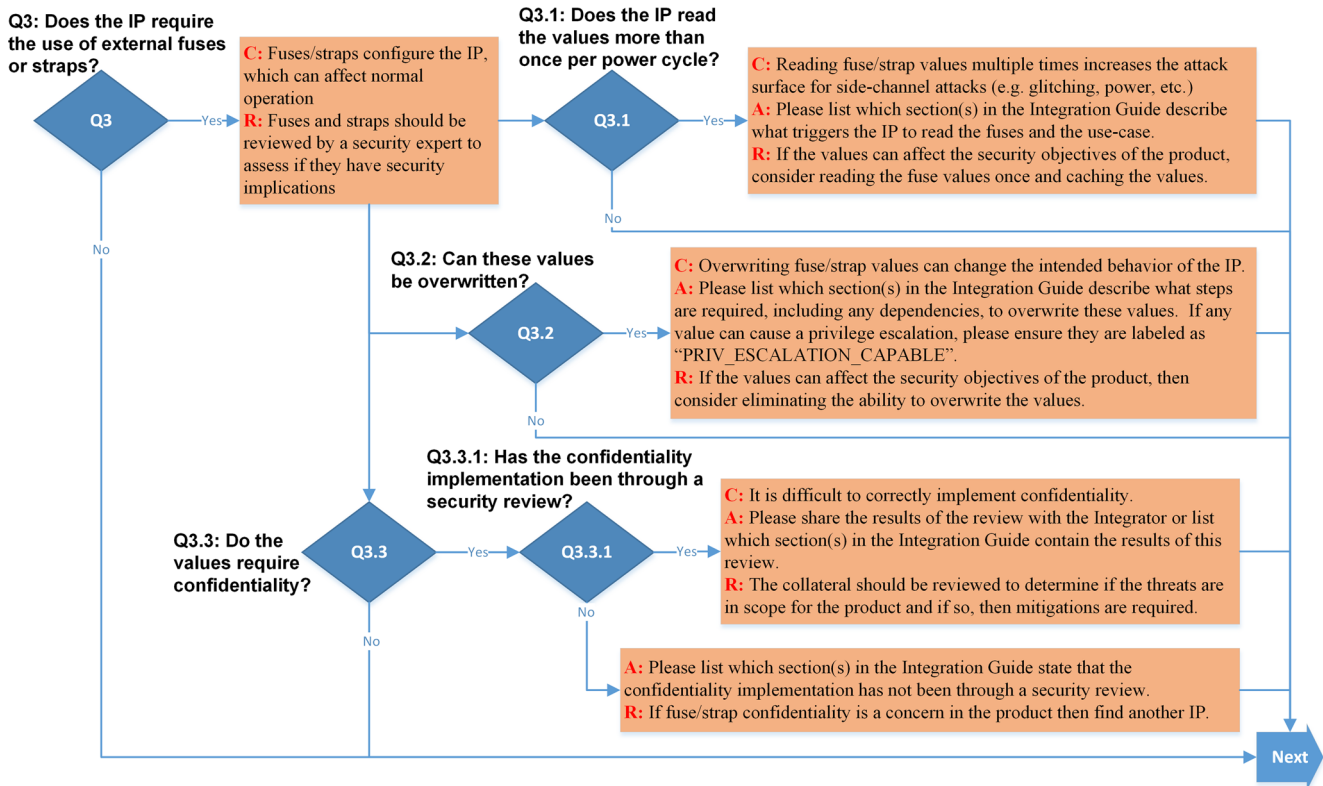 Q3: Does the IP require
the use of external fuses
or straps?
Q3
Yes
No
C: Fuses/straps configure the IP,
which can affect normal
operation
R: Fuses and straps should be
reviewed by a security expert to
assess if they have security
implications
Q3.1: Does the IP read
the values more than
once per power cycle?
Q3.1
Yes
No
C: Reading fuse/strap values multiple times increases the attack
surface for side-channel attacks (e.g. glitching, power, etc.)
A: Please list which section(s) in the Integration Guide describe
what triggers the IP to read the fuses and the use-case.
R: If the values can affect the security objectives of the product,
consider reading the fuse values once and caching the values.
Q3.2: Can these values
be overwritten?
Q3.2
Yes
No
C: Overwriting fuse/strap values can change the intended behavior of the IP.
A: Please list which section(s) in the Integration Guide describe what steps
are required, including any dependencies, to overwrite these values.  If any
value can cause a privilege escalation, please ensure they are labeled as
“PRIV_ESCALATION_CAPABLE”.
R: If the values can affect the security objectives of the product, then
consider eliminating the ability to overwrite the values.
Q3.3: Do the
values require
confidentiality?
Q3.3
Yes
No
Q3.3.1: Has the confidentiality
implementation been through a
security review?
Q3.3.1
Yes
No
C: It is difficult to correctly implement confidentiality.
A: Please share the results of the review with the Integrator or list
which section(s) in the Integration Guide contain the results of this
review.
R: The collateral should be reviewed to determine if the threats are
in scope for the product and if so, then mitigations are required.
A: Please list which section(s) in the Integration Guide state that the
confidentiality implementation has not been through a security review.
R: If fuse/strap confidentiality is a concern in the product then find another IP.
Next